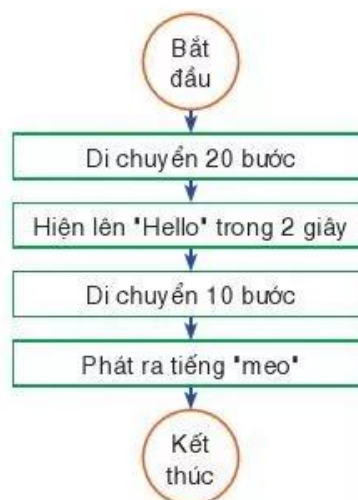 Bắt
đầu
Di chuyển 20 bước
Hiện lên "Hello" trong 2 giây
Di chuyển 10 bước
Phát ra tiếng "meo"
Kết
thúc